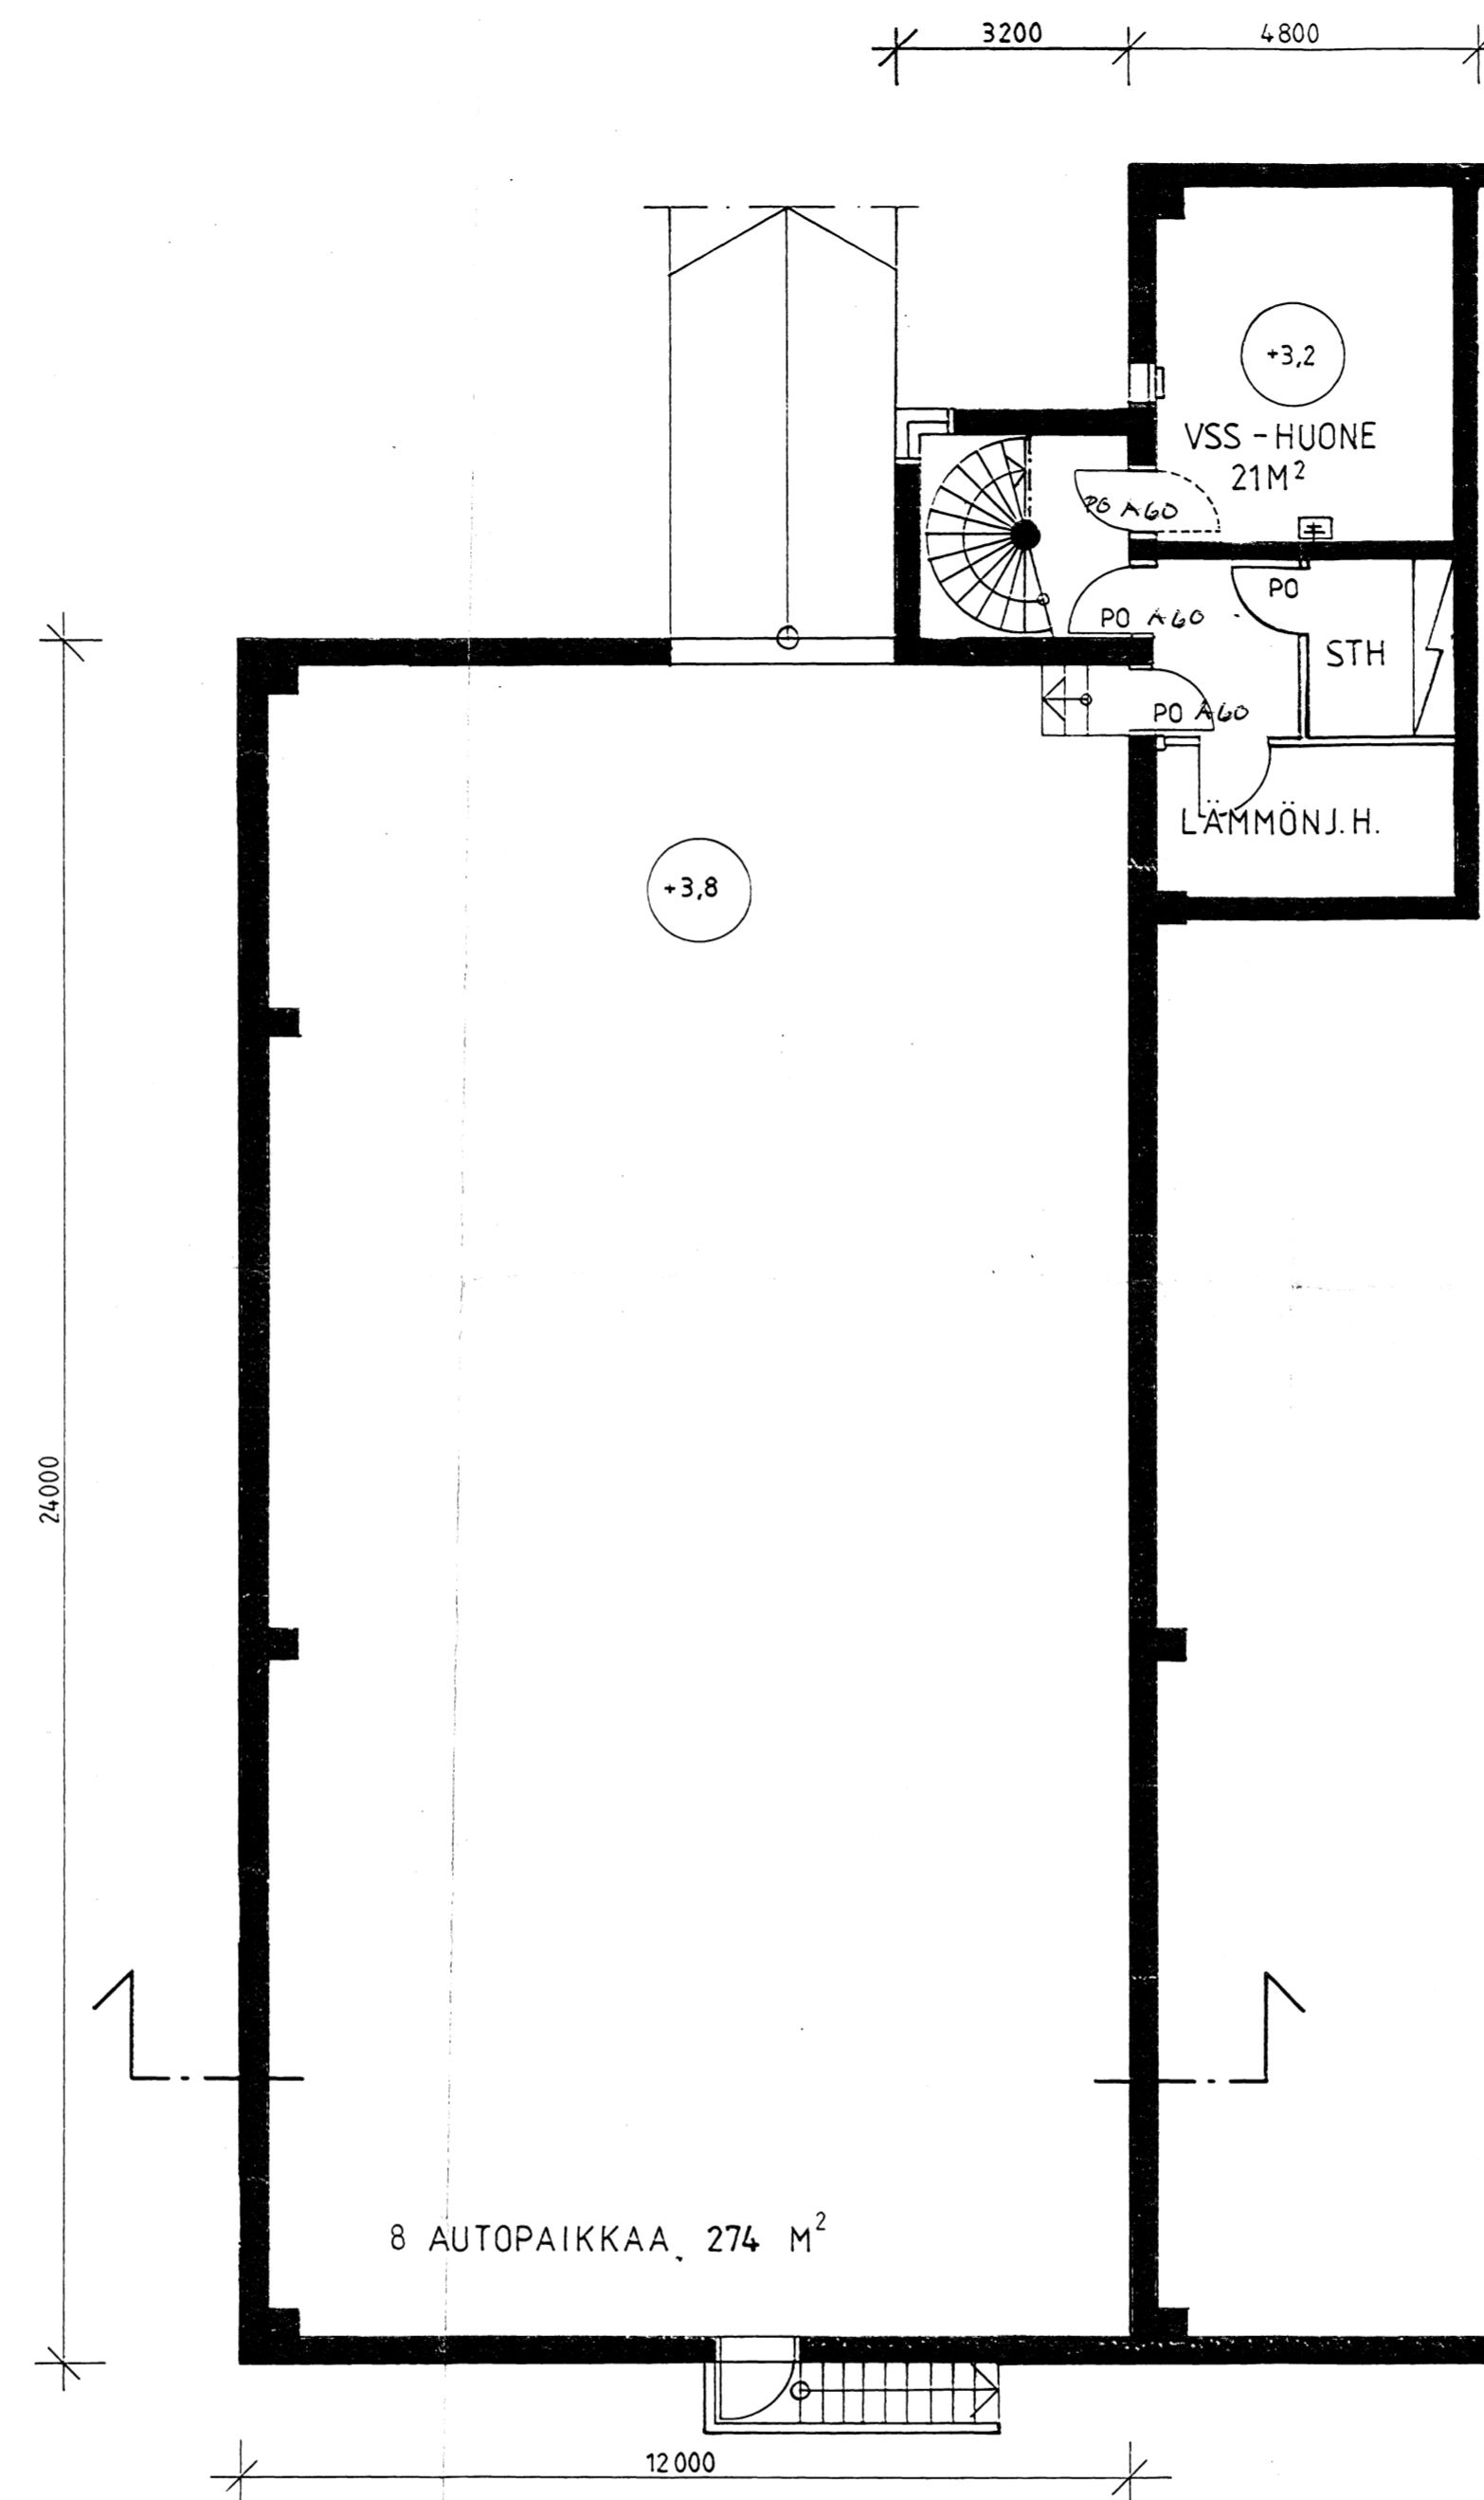 3200
4800
+3,2
VSS - HUONE
21M²
PO A60
PO
PO A60
STH
PO A60
LÄMMÖNJ.H.
+3,8
24000
8 AUTOPAIKKAA, 274 M²
12000